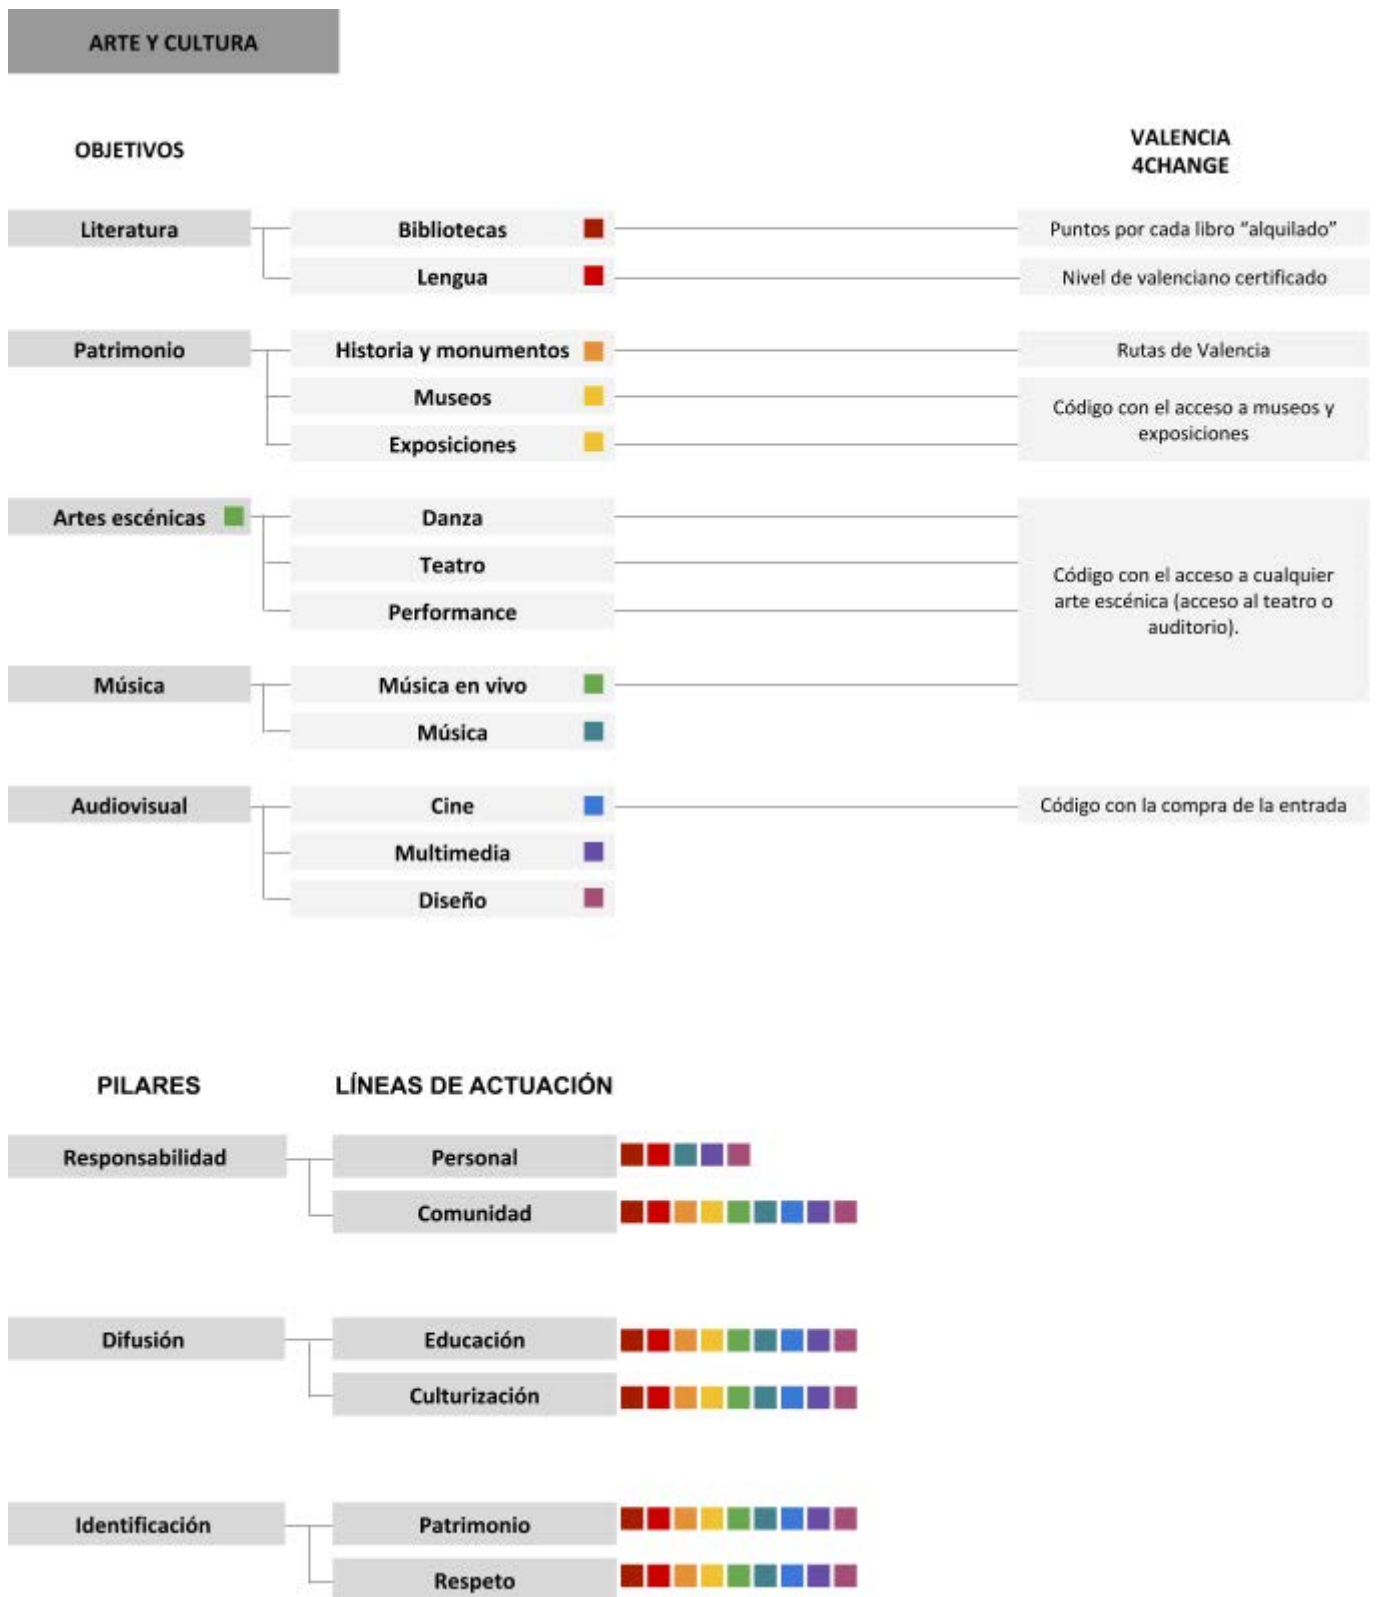 ARTE Y CULTURA
OBJETIVOS
VALENCIA
4CHANGE
Literatura
Bibliotecas
Puntos por cada libro “alquilado”
Lengua
Nivel de valenciano certificado
Patrimonio
Historia y monumentos
Rutas de Valencia
Museos
Código con el acceso a museos y
exposiciones
Exposiciones
Artes escénicas
Danza
Teatro
Código con el acceso a cualquier
arte escénica (acceso al teatro o
auditorio).
Performance
Música
Música en vivo
Música
Audiovisual
Cine
Código con la compra de la entrada
Multimedia
Diseño
PILARES
LÍNEAS DE ACTUACIÓN
Responsabilidad
Personal
Comunidad
Difusión
Educación
Culturización
Identificación
Patrimonio
Respeto